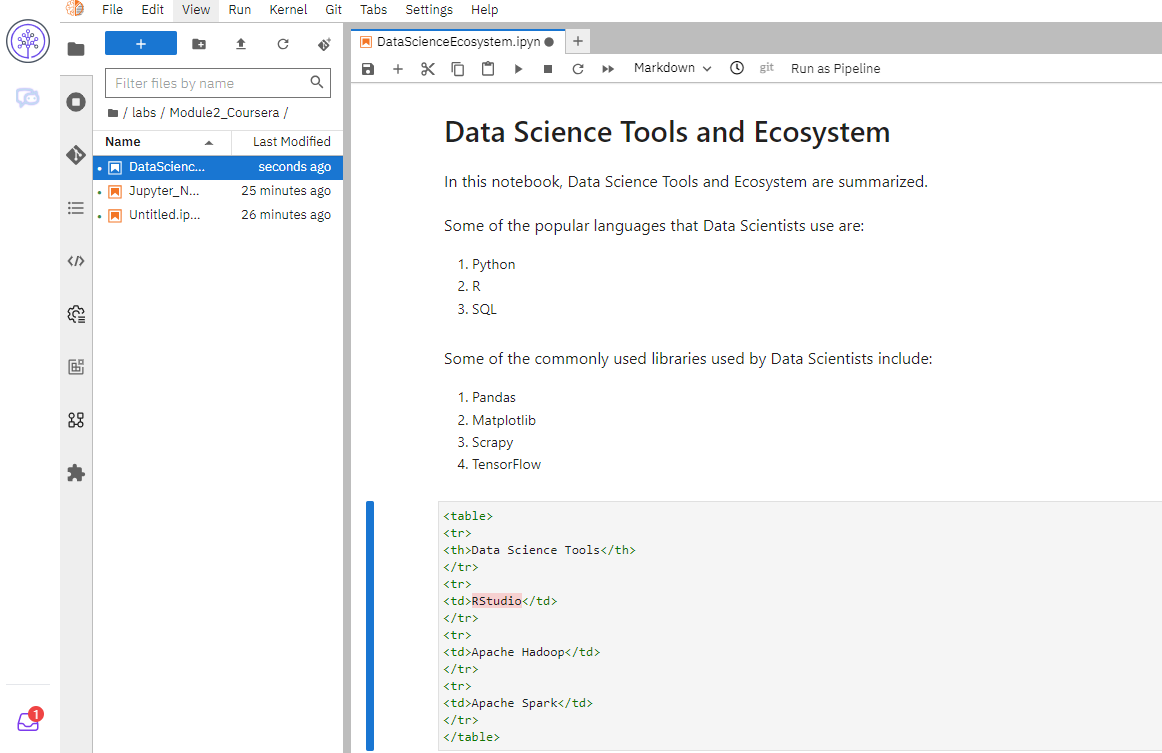 File Edit View Run Kernel Git Tabs Settings Help
+
Filter files by name
/ labs / Module2_Coursera /
Name Last Modified
DataScienc... seconds ago
Jupyter_N... 25 minutes ago
Untitled.ip... 26 minutes ago
1
DataScienceEcosystem.ipyn
+
Markdown git Run as Pipeline
Data Science Tools and Ecosystem
In this notebook, Data Science Tools and Ecosystem are summarized.
Some of the popular languages that Data Scientists use are:
1. Python
2. R
3. SQL
Some of the commonly used libraries used by Data Scientists include:
1. Pandas
2. Matplotlib
3. Scrapy
4. TensorFlow
<table>
<tr>
<th>Data Science Tools</th>
</tr>
<tr>
<td>RStudio</td>
</tr>
<tr>
<td>Apache Hadoop</td>
</tr>
<tr>
<td>Apache Spark</td>
</tr>
</table>